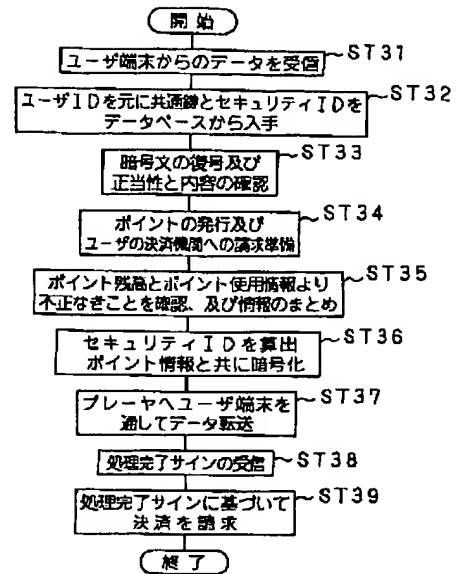 開始
ユーザ端末からのデータを受信
ST31
ユーザIDを元に共通鍵とセキュリティIDを
データベースから入手
ST32
暗号文の復号及び
正当性と内容の確認
ST33
ポイントの発行及び
ユーザの決済機関への請求準備
ST34
ポイント残高とポイント使用情報より
不正なきことを確認、及び情報のまとめ
ST35
セキュリティIDを算出
ポイント情報と共に暗号化
ST36
プレーヤへユーザ端末を
通してデータ転送
ST37
処理完了サインの受信
ST38
処理完了サインに基づいて
決済を請求
ST39
終了